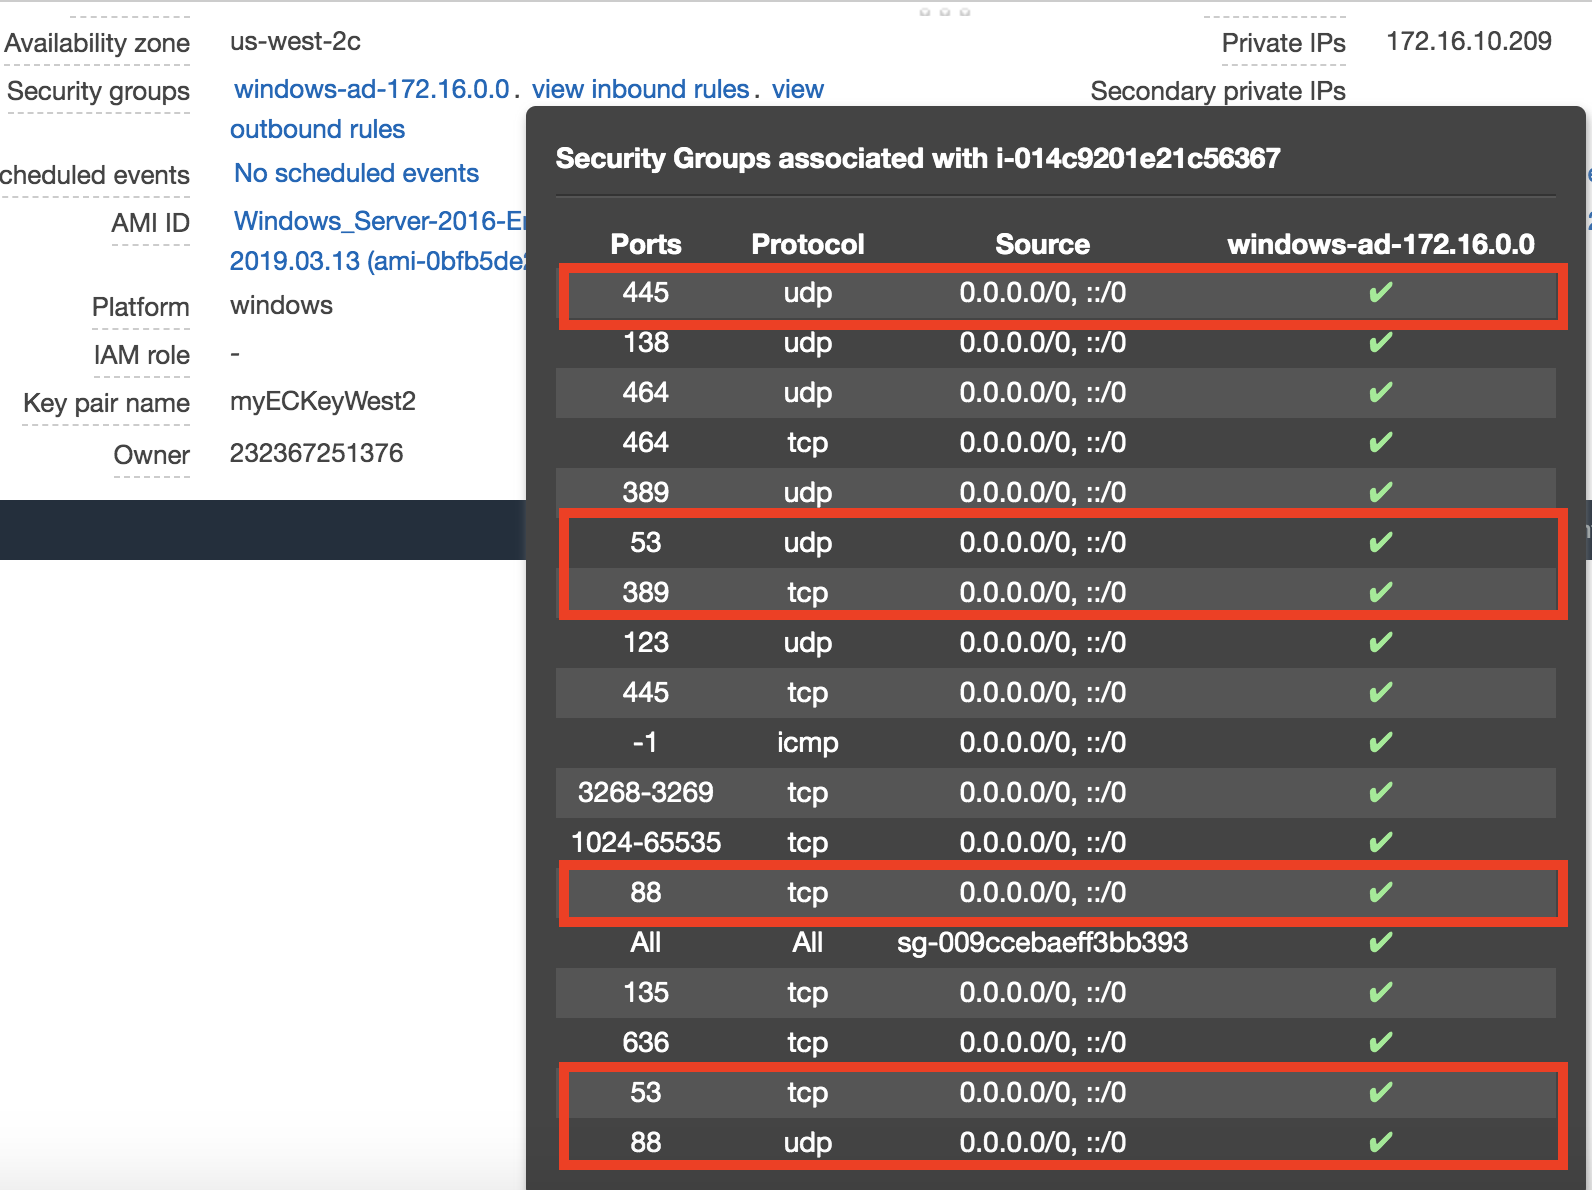 Availability zone us-west-2c
Private IPs 172.16.10.209
Security groups windows-ad-172.16.0.0. view inbound rules. view
outbound rules
Secondary private IPs
cheduled events No scheduled events
AMI ID Windows_Server-2016-En
2019.03.13 (ami-0bfb5de2
Platform windows
IAM role -
Key pair name myECKeyWest2
Owner 232367251376
Security Groups associated with i-014c9201e21c56367
Ports Protocol Source windows-ad-172.16.0.0
445 udp 0.0.0.0/0, ::/0 ✔
138 udp 0.0.0.0/0, ::/0 ✔
464 udp 0.0.0.0/0, ::/0 ✔
464 tcp 0.0.0.0/0, ::/0 ✔
389 udp 0.0.0.0/0, ::/0 ✔
53 udp 0.0.0.0/0, ::/0 ✔
389 tcp 0.0.0.0/0, ::/0 ✔
123 udp 0.0.0.0/0, ::/0 ✔
445 tcp 0.0.0.0/0, ::/0 ✔
-1 icmp 0.0.0.0/0, ::/0 ✔
3268-3269 tcp 0.0.0.0/0, ::/0 ✔
1024-65535 tcp 0.0.0.0/0, ::/0 ✔
88 tcp 0.0.0.0/0, ::/0 ✔
All All sg-009ccebaeff3bb393 ✔
135 tcp 0.0.0.0/0, ::/0 ✔
636 tcp 0.0.0.0/0, ::/0 ✔
53 tcp 0.0.0.0/0, ::/0 ✔
88 udp 0.0.0.0/0, ::/0 ✔